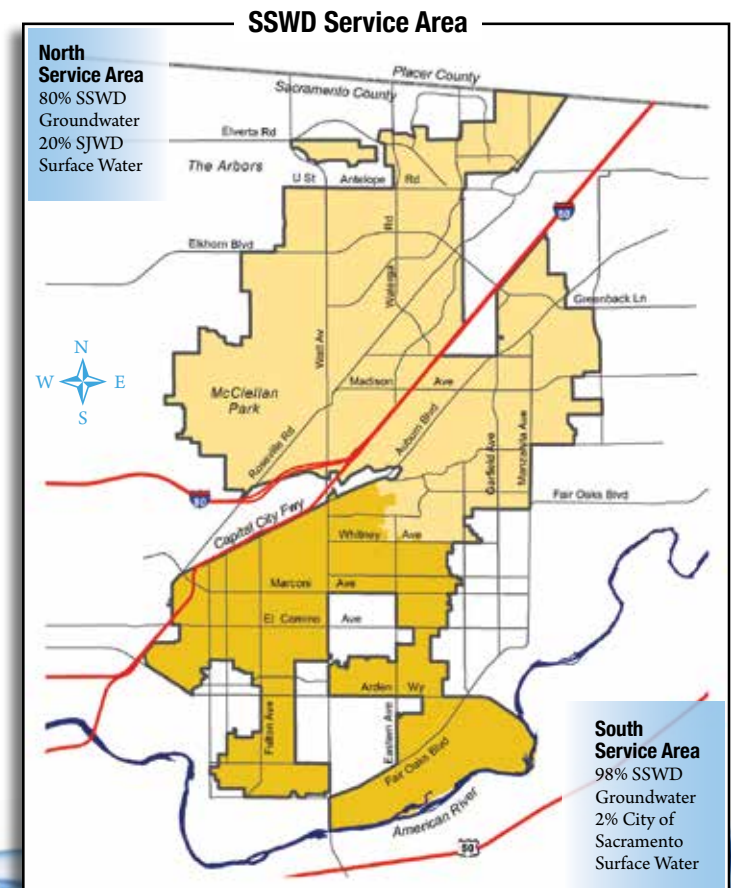 SSWD Service Area
North
Service Area
80% SSWD
Groundwater
20% SJWD
Surface Water
Placer County
Sacramento County
Elverta Rd
The Arbors
U St
Antelope Rd
Elkhorn Blvd
Walerga Rd
80
Greenback Ln
Watt Av
N
W E
S
McClellan
Park
Madison Ave
Roseville Rd
Auburn Blvd
Garfield Ave
Manzanita Ave
80
Fair Oaks Blvd
Capital City Fwy
Whitney Ave
Marconi Ave
El Camino Ave
Arden Wy
Fulton Ave
Eastern Ave
Fair Oaks Blvd
American River
50
South
Service Area
98% SSWD
Groundwater
2% City of
Sacramento
Surface Water